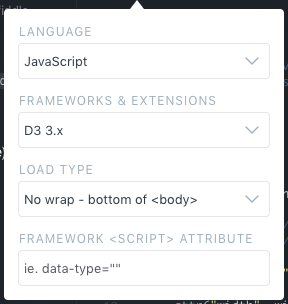 LANGUAGE
JavaScript
FRAMEWORKS & EXTENSIONS
D3 3.x
LOAD TYPE
No wrap - bottom of <body>
FRAMEWORK <SCRIPT> ATTRIBUTE
ie. data-type=""